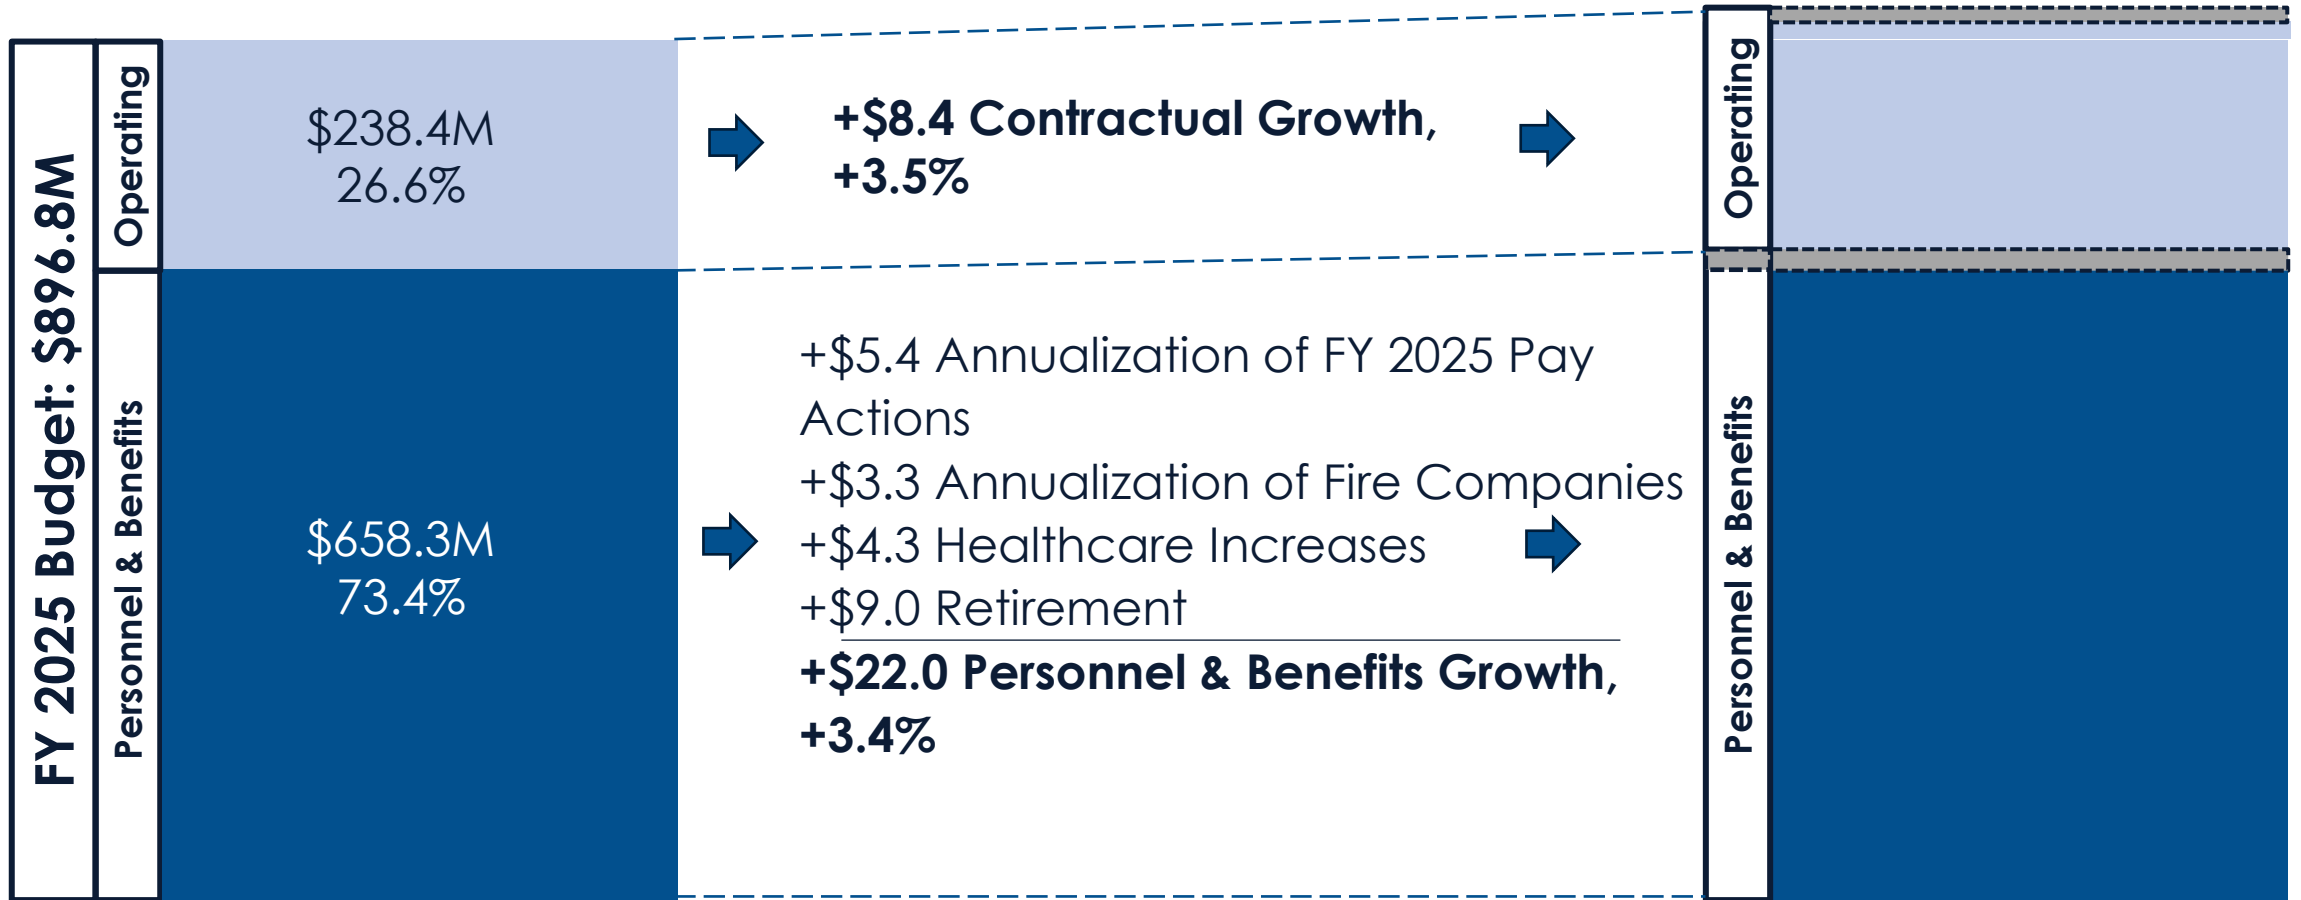 FY 2025 Budget: $896.8M
Operating
$238.4M
26.6%
+$8.4 Contractual Growth,
+3.5%
Operating
Personnel & Benefits
$658.3M
73.4%
+$5.4 Annualization of FY 2025 Pay
Actions
+$3.3 Annualization of Fire Companies
+$4.3 Healthcare Increases
+$9.0 Retirement
+$22.0 Personnel & Benefits Growth,
+3.4%
Personnel & Benefits